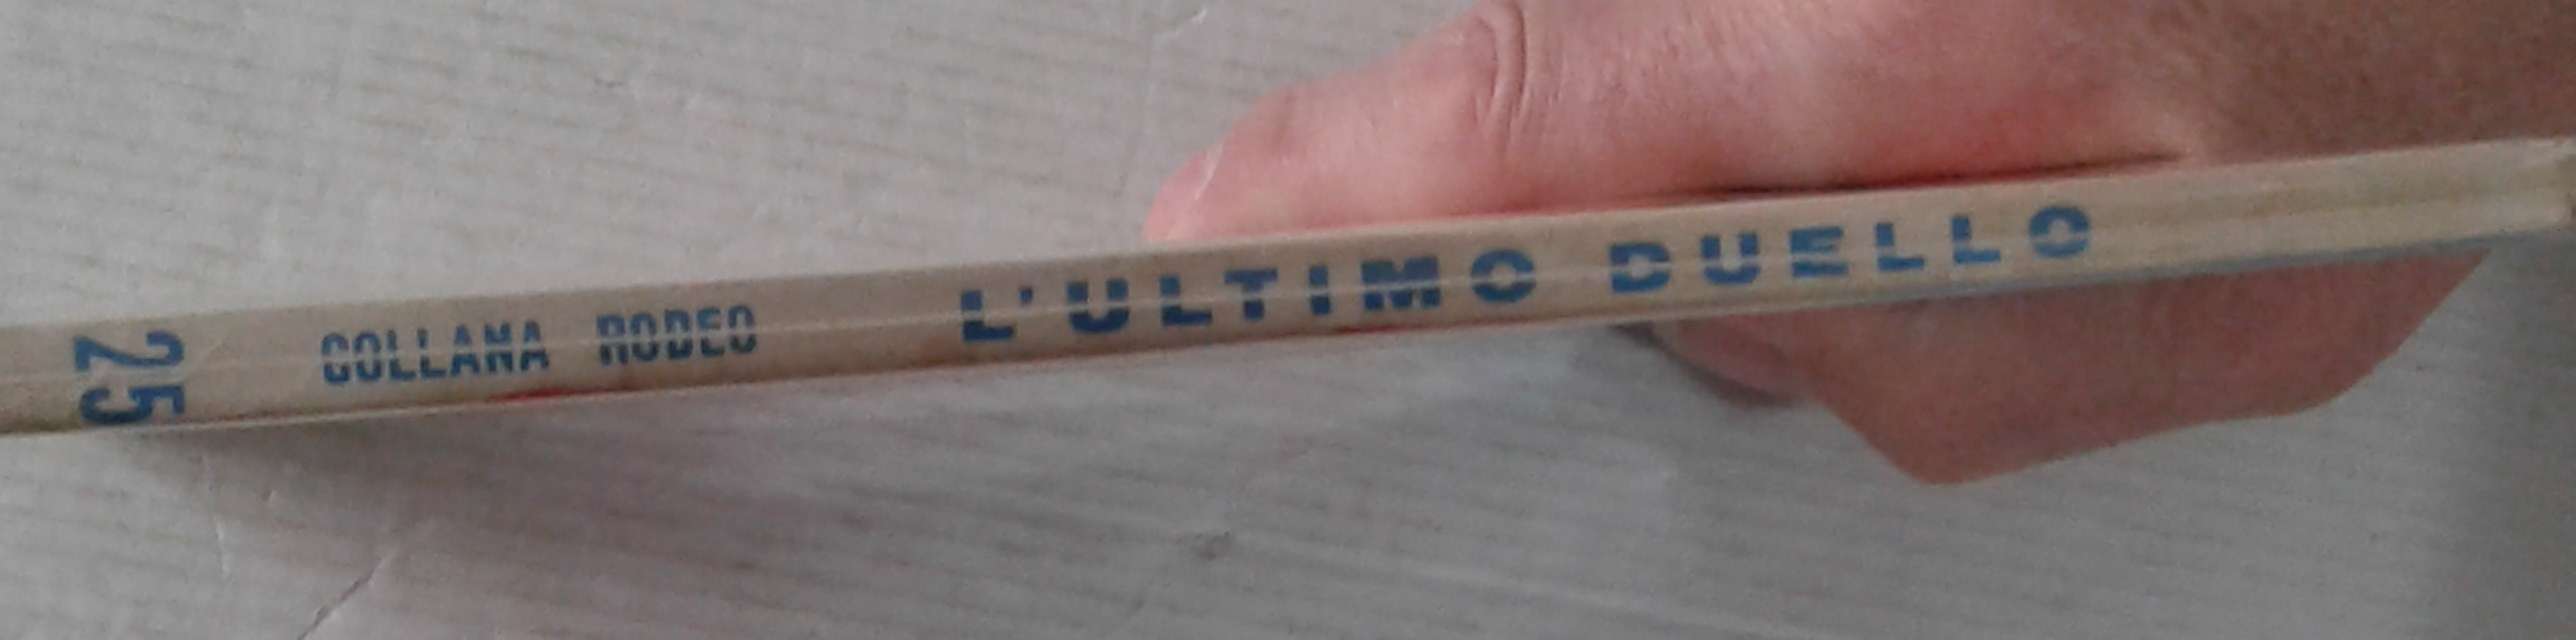 25 COLLANA RODEO L'ULTIMO DUELLO